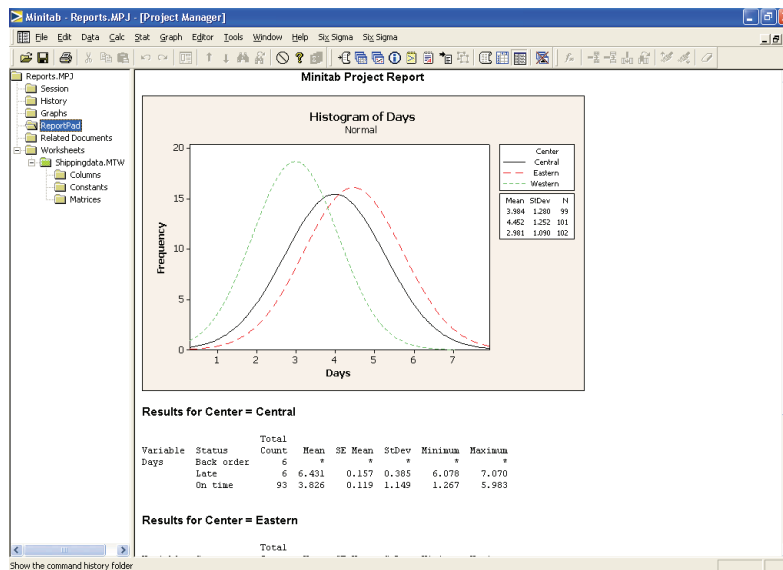 Minitab - Reports.MPJ - [Project Manager]
File Edit Data Calc Stat Graph Editor Tools Window Help Six Sigma Six Sigma
Reports.MPJ
Session
History
Graphs
ReportPad
Related Documents
Worksheets
Shippingdata.MTW
Columns
Constants
Matrices
Minitab Project Report
Histogram of Days
Normal
Frequency
20
15
10
5
0
1 2 3 4 5 6 7
Days
Center
Central
Eastern
Western
Mean StDev N
3.984 1.280 99
4.452 1.252 101
2.981 1.090 102
Results for Center = Central
Total
Variable Status Count Mean SE Mean StDev Minimum Maximum
Days Back order 6 * * * * *
Late 6 6.431 0.157 0.385 6.078 7.070
On time 93 3.826 0.119 1.149 1.267 5.983
Results for Center = Eastern
Total
Show the command history folder